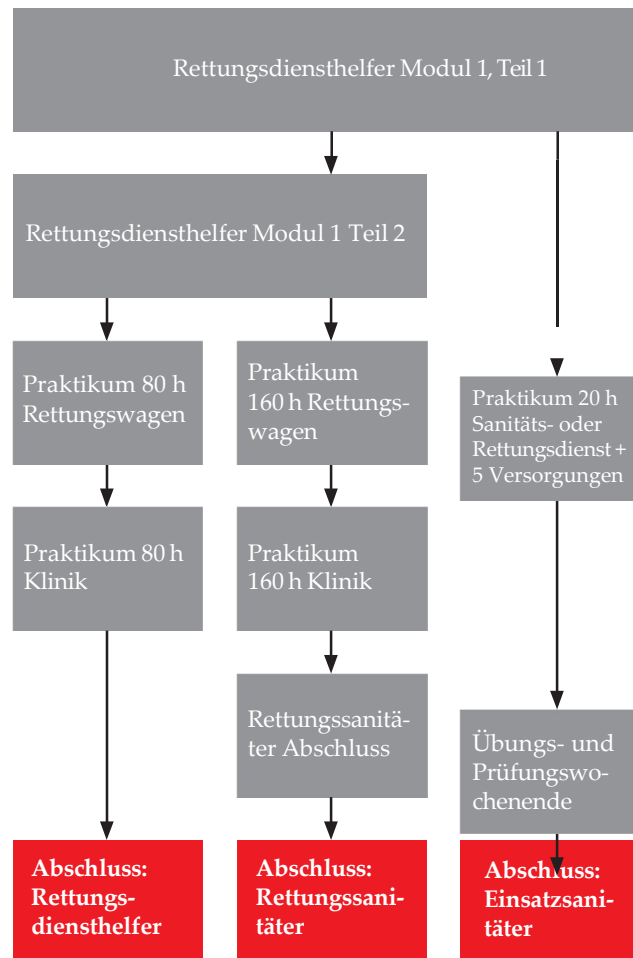 Rettungsdiensthelfer Modul 1, Teil 1
Rettungsdiensthelfer Modul 1 Teil 2
Praktikum 80 h
Rettungswagen
Praktikum
160 h Rettungs-
wagen
Praktikum 20 h
Sanitäts- oder
Rettungsdienst +
5 Versorgungen
Praktikum 80 h
Klinik
Praktikum
160 h Klinik
Rettungssanitä-
ter Abschluss
Übungs- und
Prüfungswo-
chenende
Abschluss:
Rettungs-
diensthelfer
Abschluss:
Rettungssani-
täter
Abschluss:
Einsatzsani-
täter